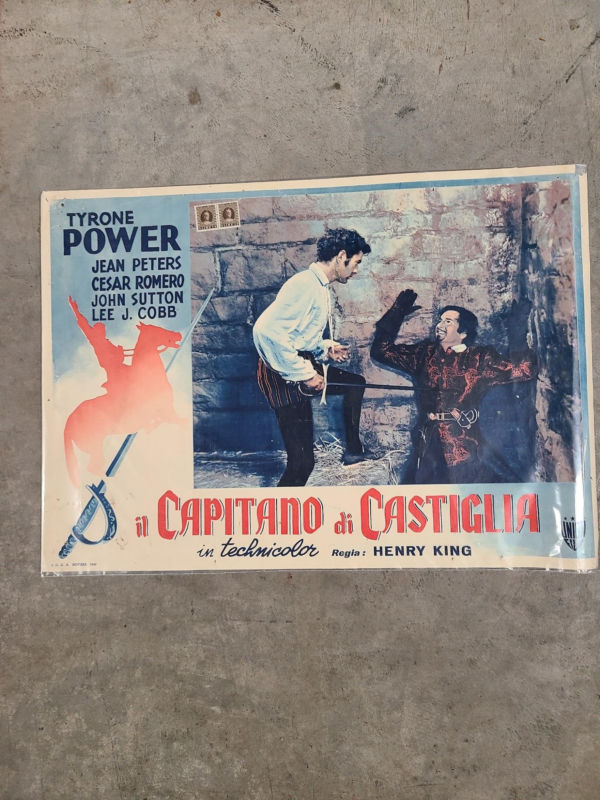 TYRONE
POWER
JEAN PETERS
CESAR ROMERO
JOHN SUTTON
LEE J. COBB
il CAPITANO di CASTIGLIA
in technicolor Regia: HENRY KING